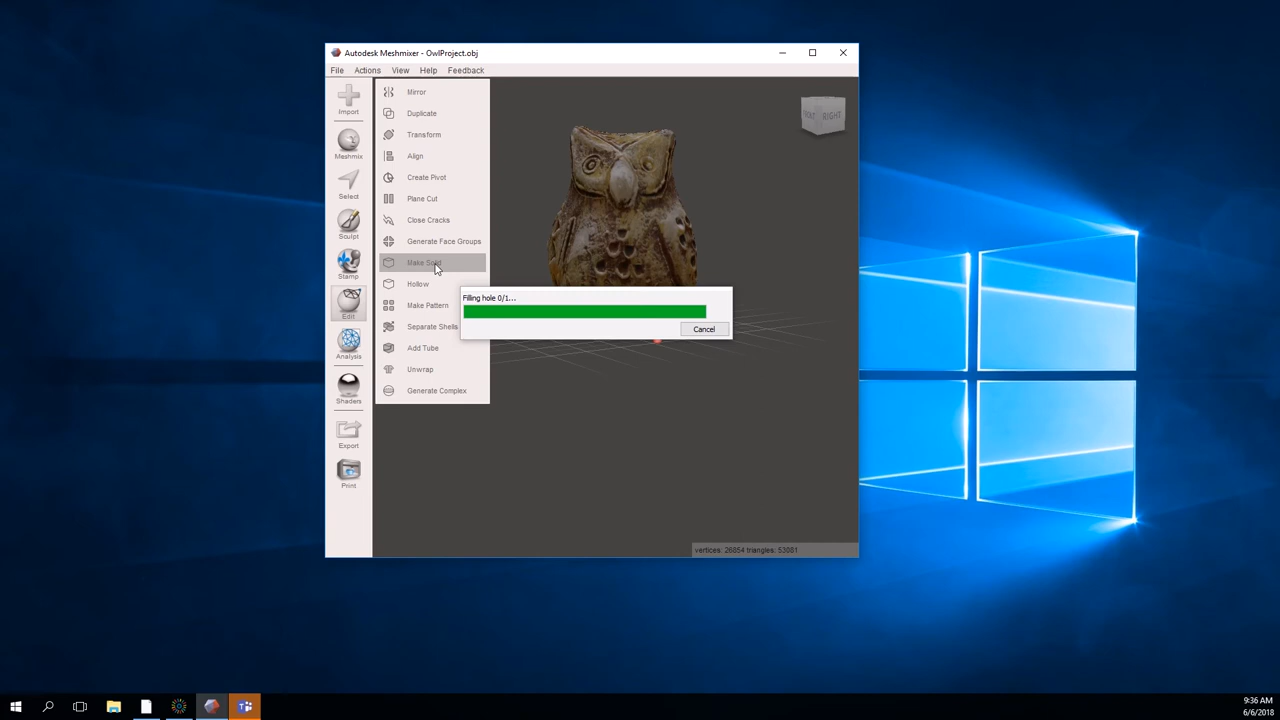 Autodesk Meshmixer - OwlProject.obj
File Actions View Help Feedback
Import
Meshmix
Select
Sculpt
Stamp
Edit
Analysis
Shaders
Export
Print
Mirror
Duplicate
Transform
Align
Create Pivot
Plane Cut
Close Cracks
Generate Face Groups
Make Solid
Hollow
Make Pattern
Separate Shells
Add Tube
Unwrap
Generate Complex
RIGHT
Filling hole 0/1...
Cancel
vertices: 26854 triangles: 53081
9:36 AM
6/6/2018